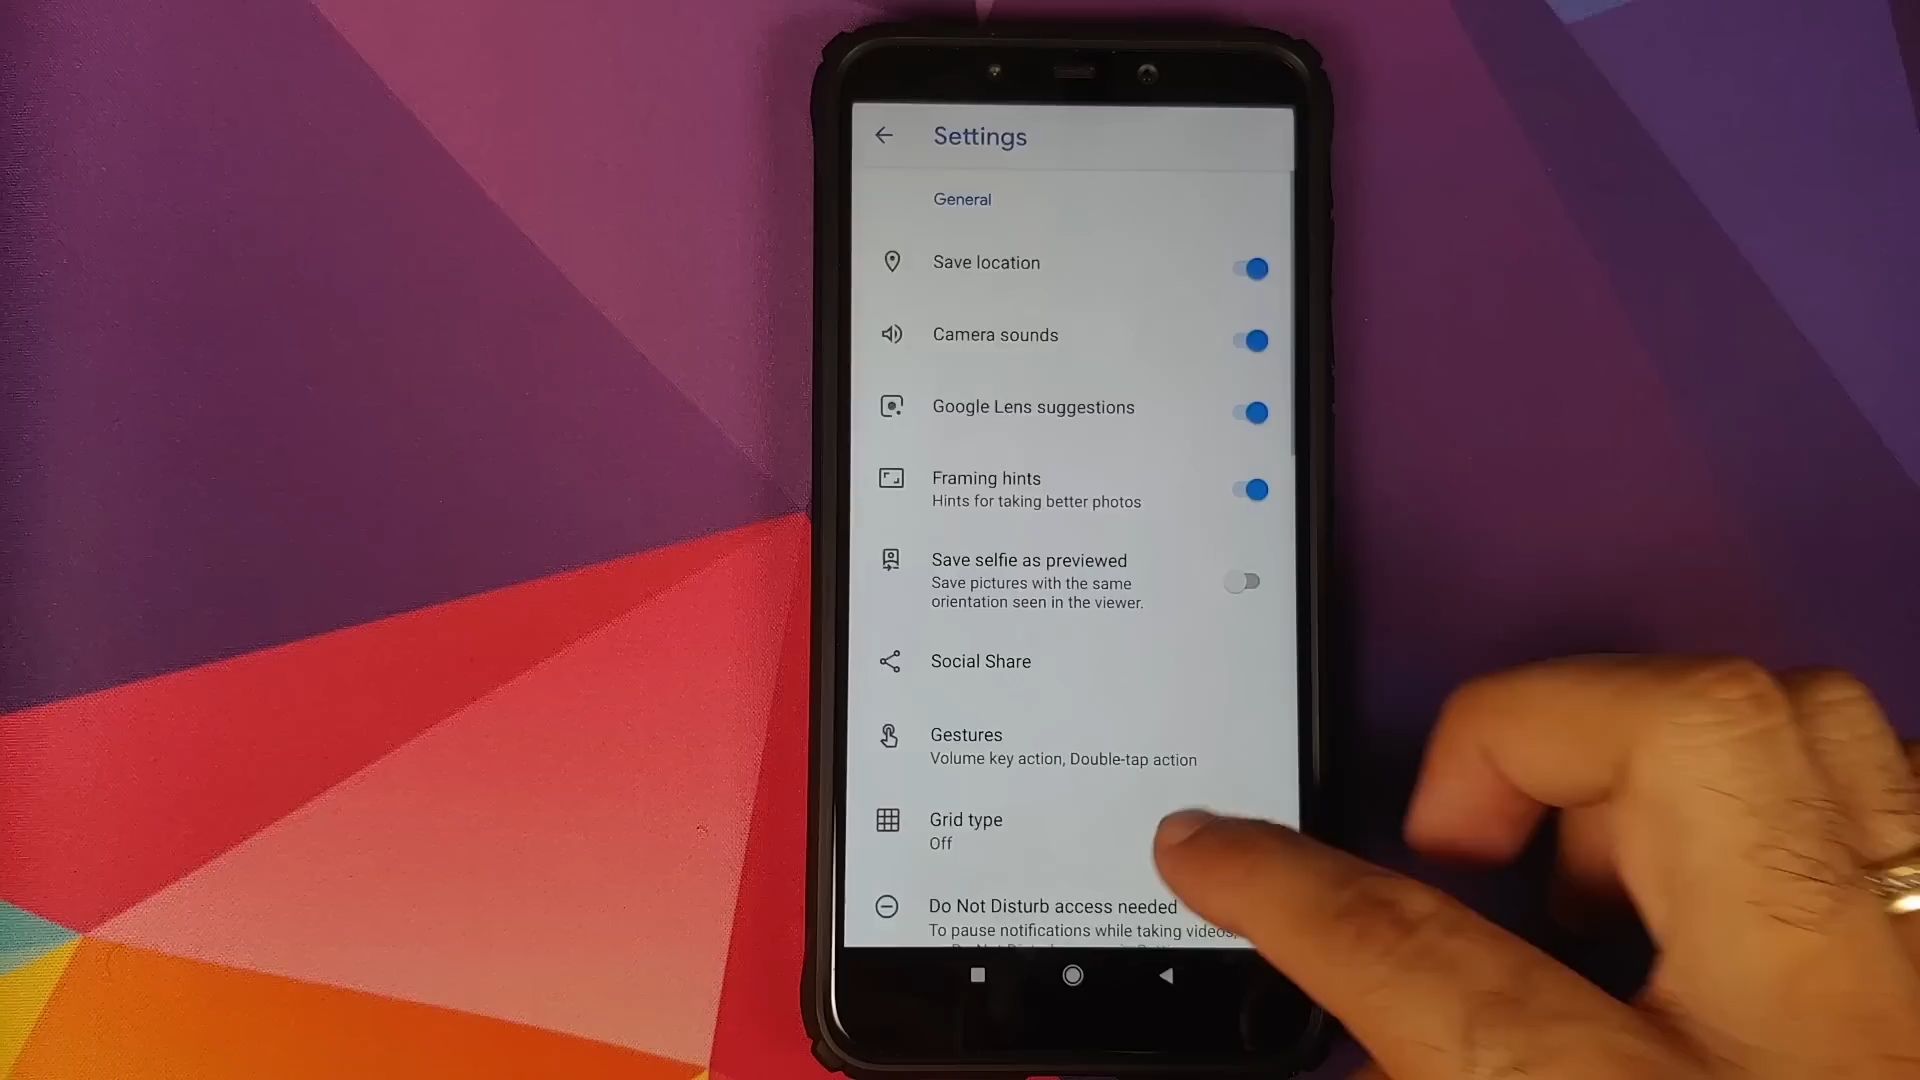 Settings
General
Save location
Camera sounds
Google Lens suggestions
Framing hints
Hints for taking better photos
Save selfie as previewed
Save pictures with the same
orientation seen in the viewer.
Social Share
Gestures
Volume key action, Double-tap action
Grid type
Off
Do Not Disturb access needed
To pause notifications while taking videos,